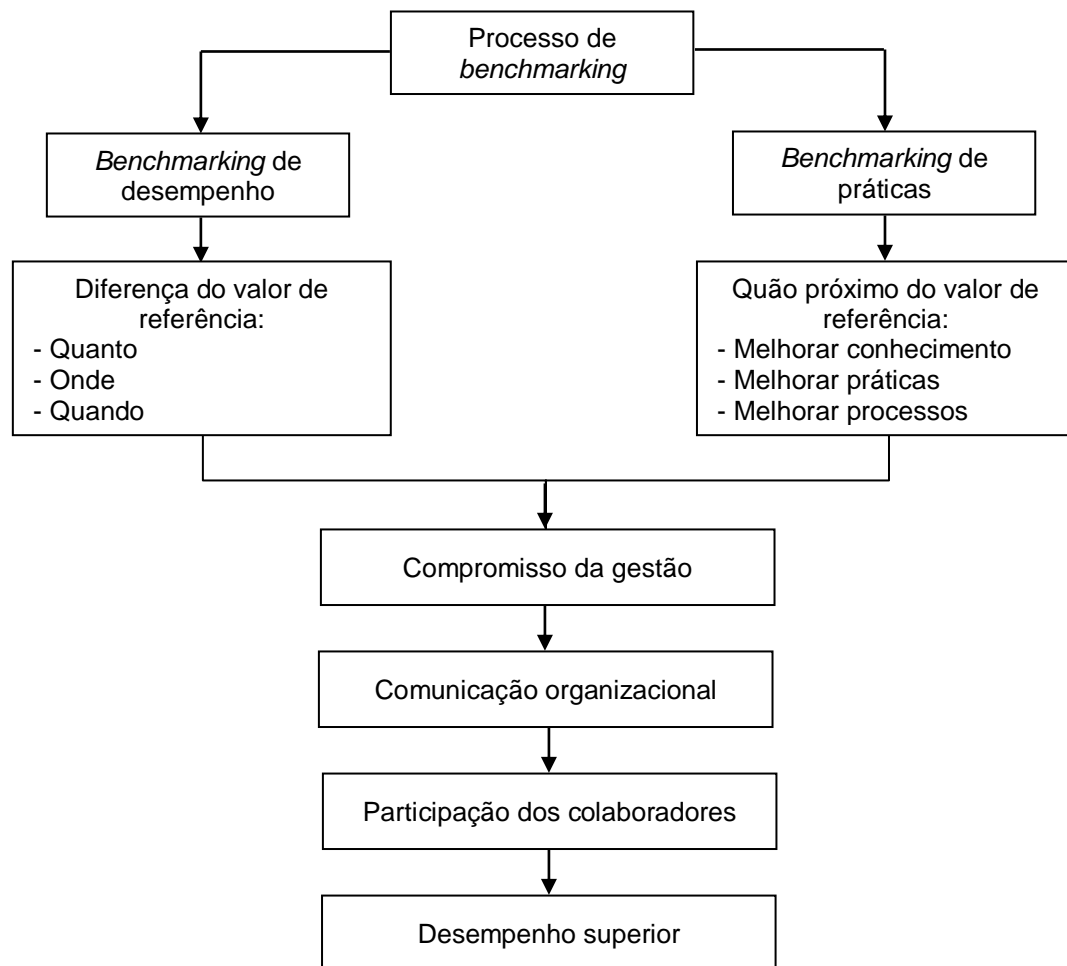 Processo de
benchmarking
Benchmarking de
desempenho
Benchmarking de
práticas
Diferença do valor de
referência:
- Quanto
- Onde
- Quando
Quão próximo do valor de
referência:
- Melhorar conhecimento
- Melhorar práticas
- Melhorar processos
Compromisso da gestão
Comunicação organizacional
Participação dos colaboradores
Desempenho superior